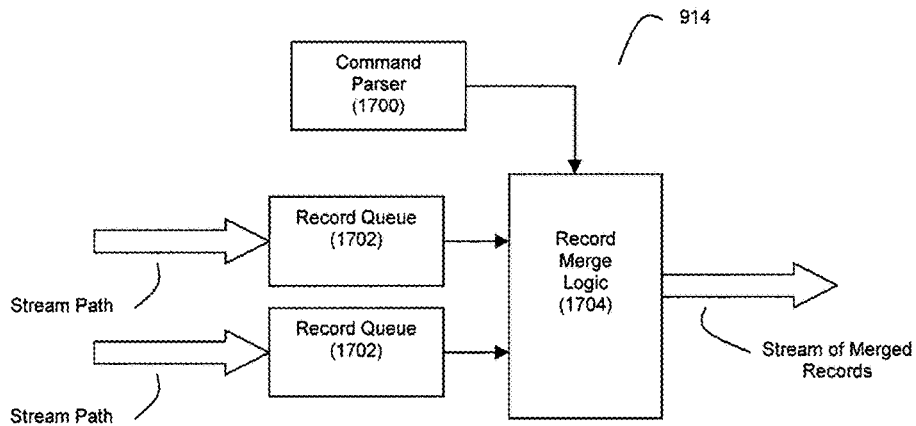 914
Command
Parser
(1700)
Record Queue
(1702)
Stream Path
Record Queue
(1702)
Stream Path
Record
Merge
Logic
(1704)
Stream of Merged
Records